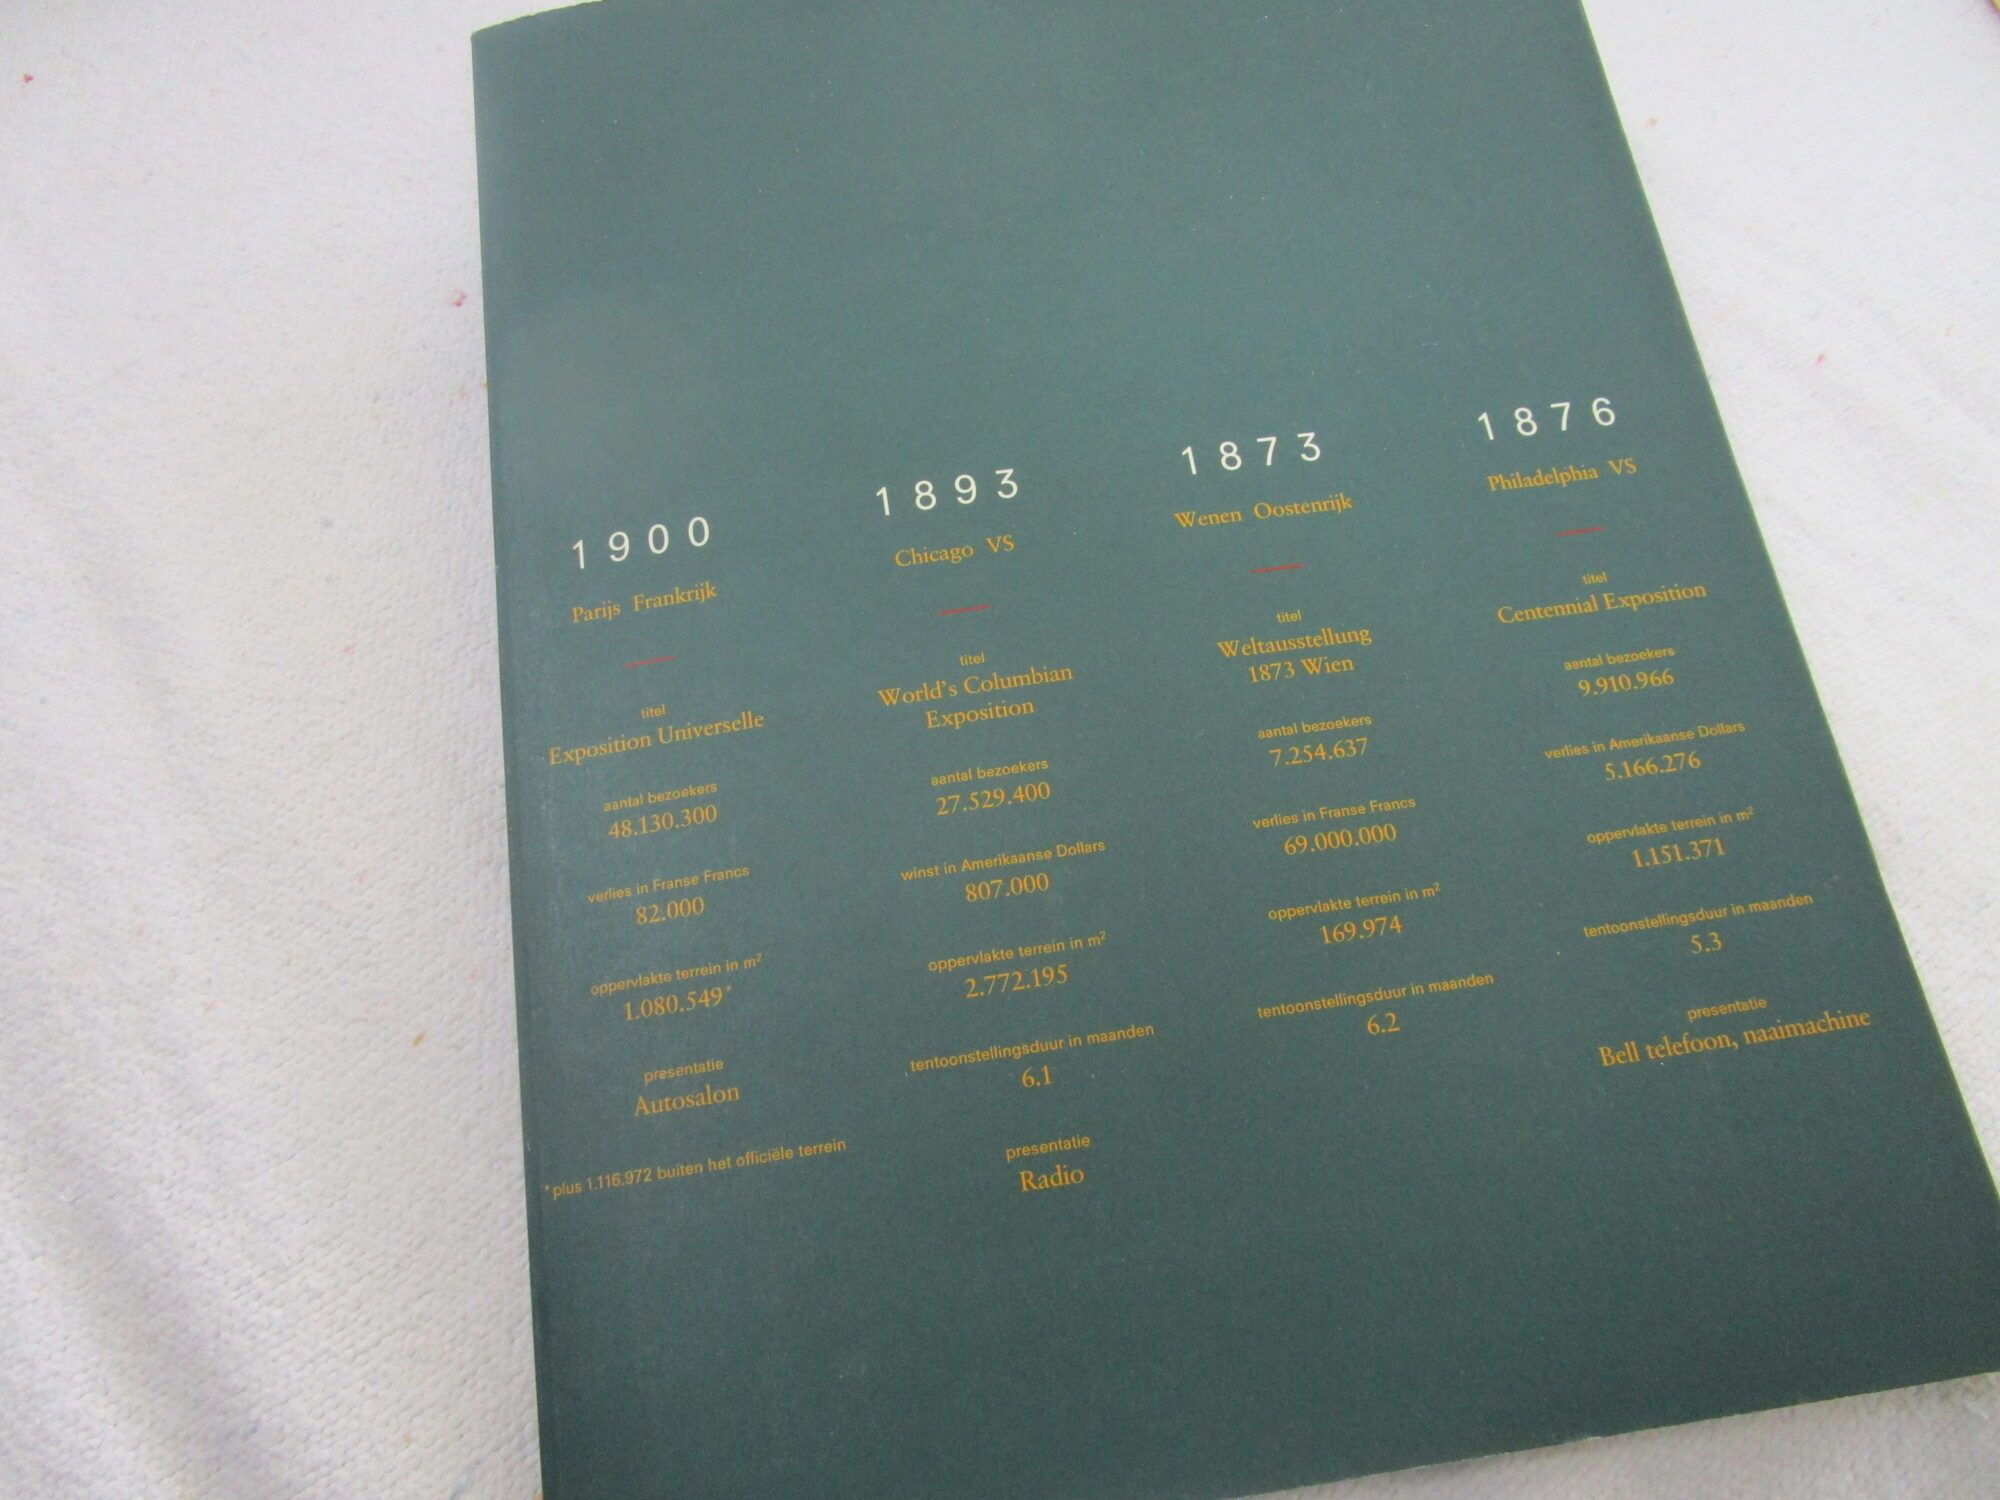 1900
Parijs Frankrijk
titel
Exposition Universelle
aantal bezoekers
48.130.300
verlies in Franse Francs
82.000
oppervlakte terrein in m²
1.080.549*
presentatie
Autosalon
*plus 1.116.972 buiten het officiële terrein
1893
Chicago VS
titel
World's Columbian
Exposition
aantal bezoekers
27.529.400
winst in Amerikaanse Dollars
807.000
oppervlakte terrein in m²
2.772.195
tentoonstellingsduur in maanden
6.1
presentatie
Radio
1873
Wenen Oostenrijk
titel
Weltausstellung
1873 Wien
aantal bezoekers
7.254.637
verlies in Franse Francs
69.000.000
oppervlakte terrein in m²
169.974
tentoonstellingsduur in maanden
6.2
1876
Philadelphia VS
titel
Centennial Exposition
aantal bezoekers
9.910.966
verlies in Amerikaanse Dollars
5.166.276
oppervlakte terrein in m²
1.151.371
tentoonstellingsduur in maanden
5.3
presentatie
Bell telefoon, naaimachine